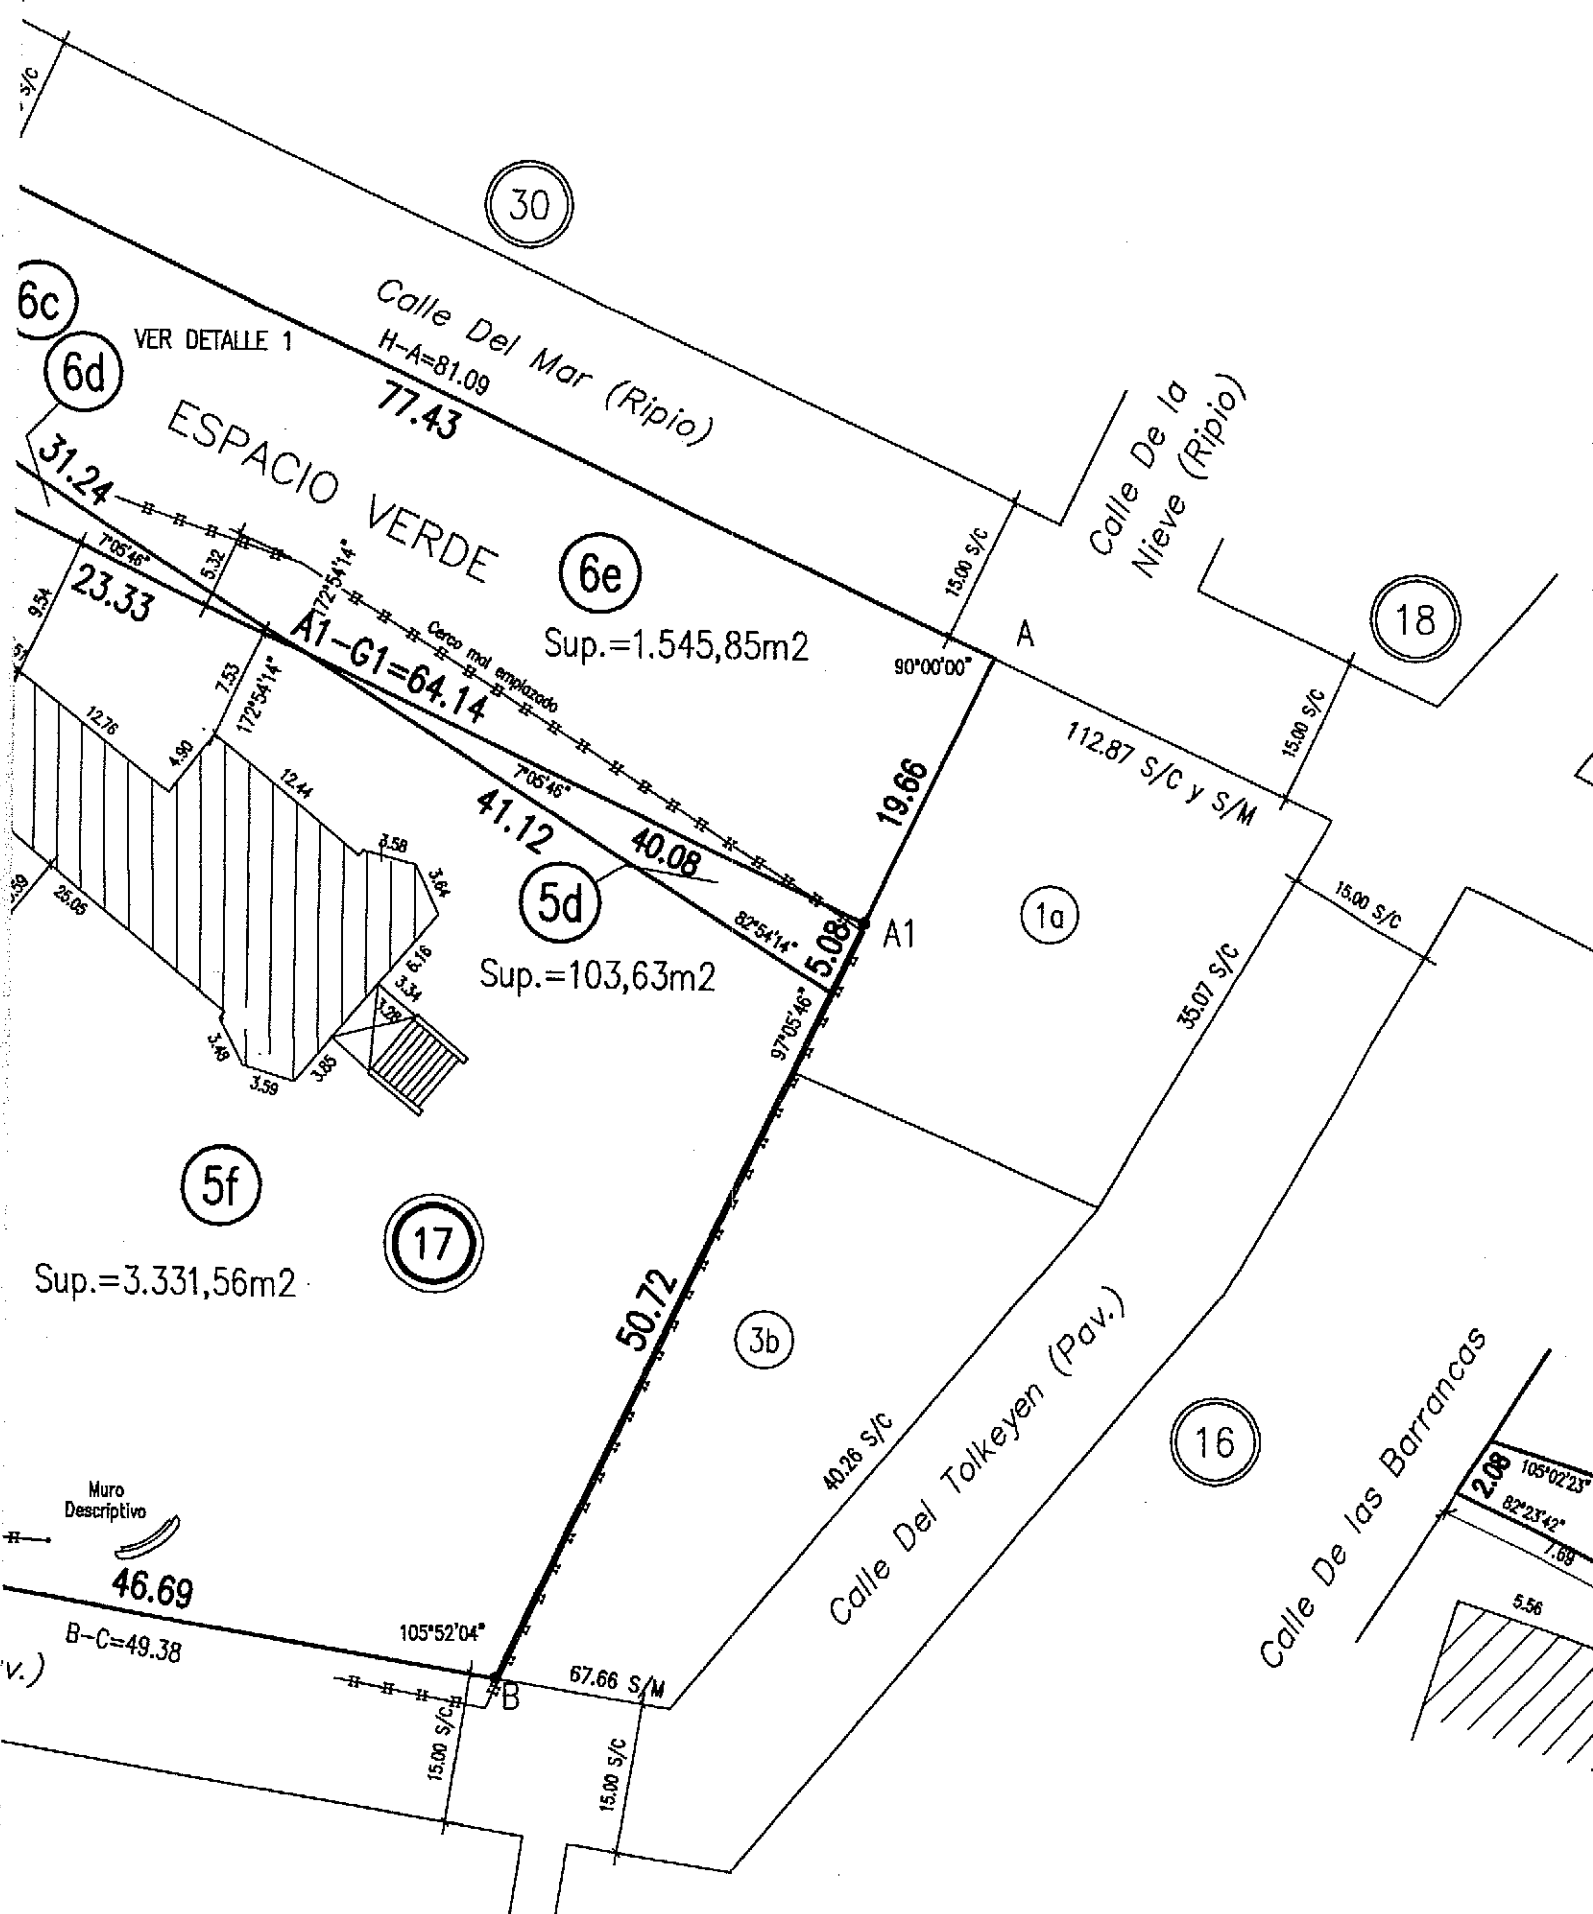 S/C
30
Calle Del Mar (Ripio)
H-A=81.09
77.43
6c
VER DETALLE 1
6d
ESPACIO VERDE
31.24
7°05'46"
5.32
172°54'14"
23.33
9.54
6e
Sup.=1.545,85m2
Cerco mal emplazado
A1-G1=64.14
7.53
172°54'14"
12.76
4.90
12.44
7°05'46"
41.12
40.08
3.58
3.64
5d
Sup.=103,63m2
82°54'14"
5.08
A1
97°05'46"
19.66
90°00'00"
A
15.00 S/C
Calle De la
Nieve (Ripio)
18
15.00 S/C
112.87 S/C y S/M
1a
15.00 S/C
35.07 S/C
25.05
6.16
3.34
3.28
3.48
3.59
3.85
5f
17
Sup.=3.331,56m2
50.72
3b
40.26 S/C
Calle Del Tolkeyen (Pav.)
16
Calle De las Barrancas
2.08
105°02'23"
82°23'42"
7.69
5.56
Muro
Descriptivo
46.69
B-C=49.38
105°52'04"
v.)
B
67.66 S/M
15.00 S/C
15.00 S/C